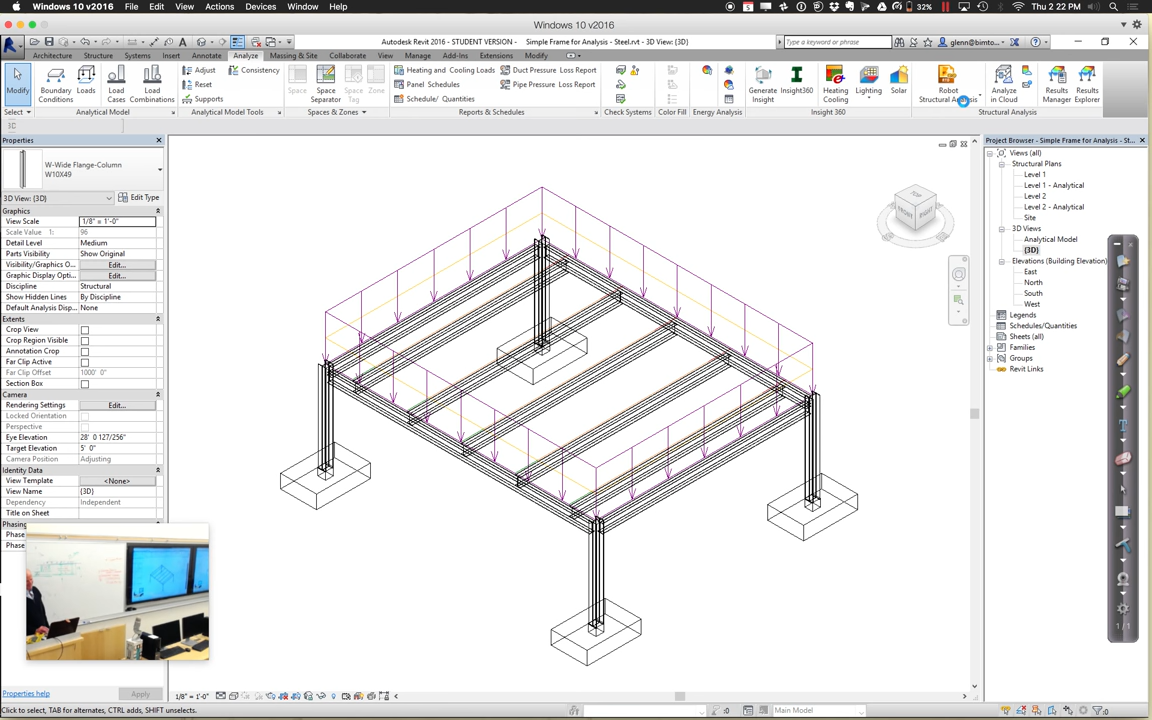 Windows 10 v2016 File Edit View Actions Devices Window Help
32% Thu 2 22 PM
Windows 10 v2016
Autodesk Revit 2016 - STUDENT VERSION - Simple Frame for Analysis - Steel.rvt - 3D View: {3D}
Type a keyword or phrase
glenn@bimto...
Architecture Structure Systems Insert Annotate Analyze Massing & Site Collaborate View Manage Add-Ins Extensions Modify
Modify
Select
Boundary Conditions
Loads
Load Cases
Load Combinations
Analytical Model
Adjust
Reset
Supports
Consistency
Analytical Model Tools
Space
Space Separator
Space Tag
Zone
Spaces & Zones
Heating and Cooling Loads
Panel Schedules
Schedule/ Quantities
Duct Pressure Loss Report
Pipe Pressure Loss Report
Reports & Schedules
Check Systems
Color Fill
Energy Analysis
Generate Insight
Insight360
Heating Cooling
Lighting
Solar
Insight 360
Robot Structural Analysis
Analyze in Cloud
Results Manager
Results Explorer
Structural Analysis
Properties
W-Wide Flange-Column
W10X49
3D View: {3D}
Edit Type
Graphics
View Scale 1/8" = 1'-0"
Scale Value 1: 96
Detail Level Medium
Parts Visibility Show Original
Visibility/Graphics O... Edit...
Graphic Display Opti... Edit...
Discipline Structural
Show Hidden Lines By Discipline
Default Analysis Disp... None
Extents
Crop View
Crop Region Visible
Annotation Crop
Far Clip Active
Far Clip Offset 1000' 0"
Section Box
Camera
Rendering Settings Edit...
Locked Orientation
Perspective
Eye Elevation 28' 0 127/256"
Target Elevation 5' 0"
Camera Position Adjusting
Identity Data
View Template <None>
View Name {3D}
Dependency Independent
Title on Sheet
Phasing
Phase
Phase
Properties help
Apply
TOP
FRONT
RIGHT
Project Browser - Simple Frame for Analysis - St...
Views (all)
Structural Plans
Level 1
Level 1 - Analytical
Level 2
Level 2 - Analytical
Site
3D Views
Analytical Model
{3D}
Elevations (Building Elevation)
East
North
South
West
Legends
Schedules/Quantities
Sheets (all)
Families
Groups
Revit Links
1 / 1
1/8" = 1'-0"
Click to select, TAB for alternates, CTRL adds, SHIFT unselects.
:0
Main Model
:0